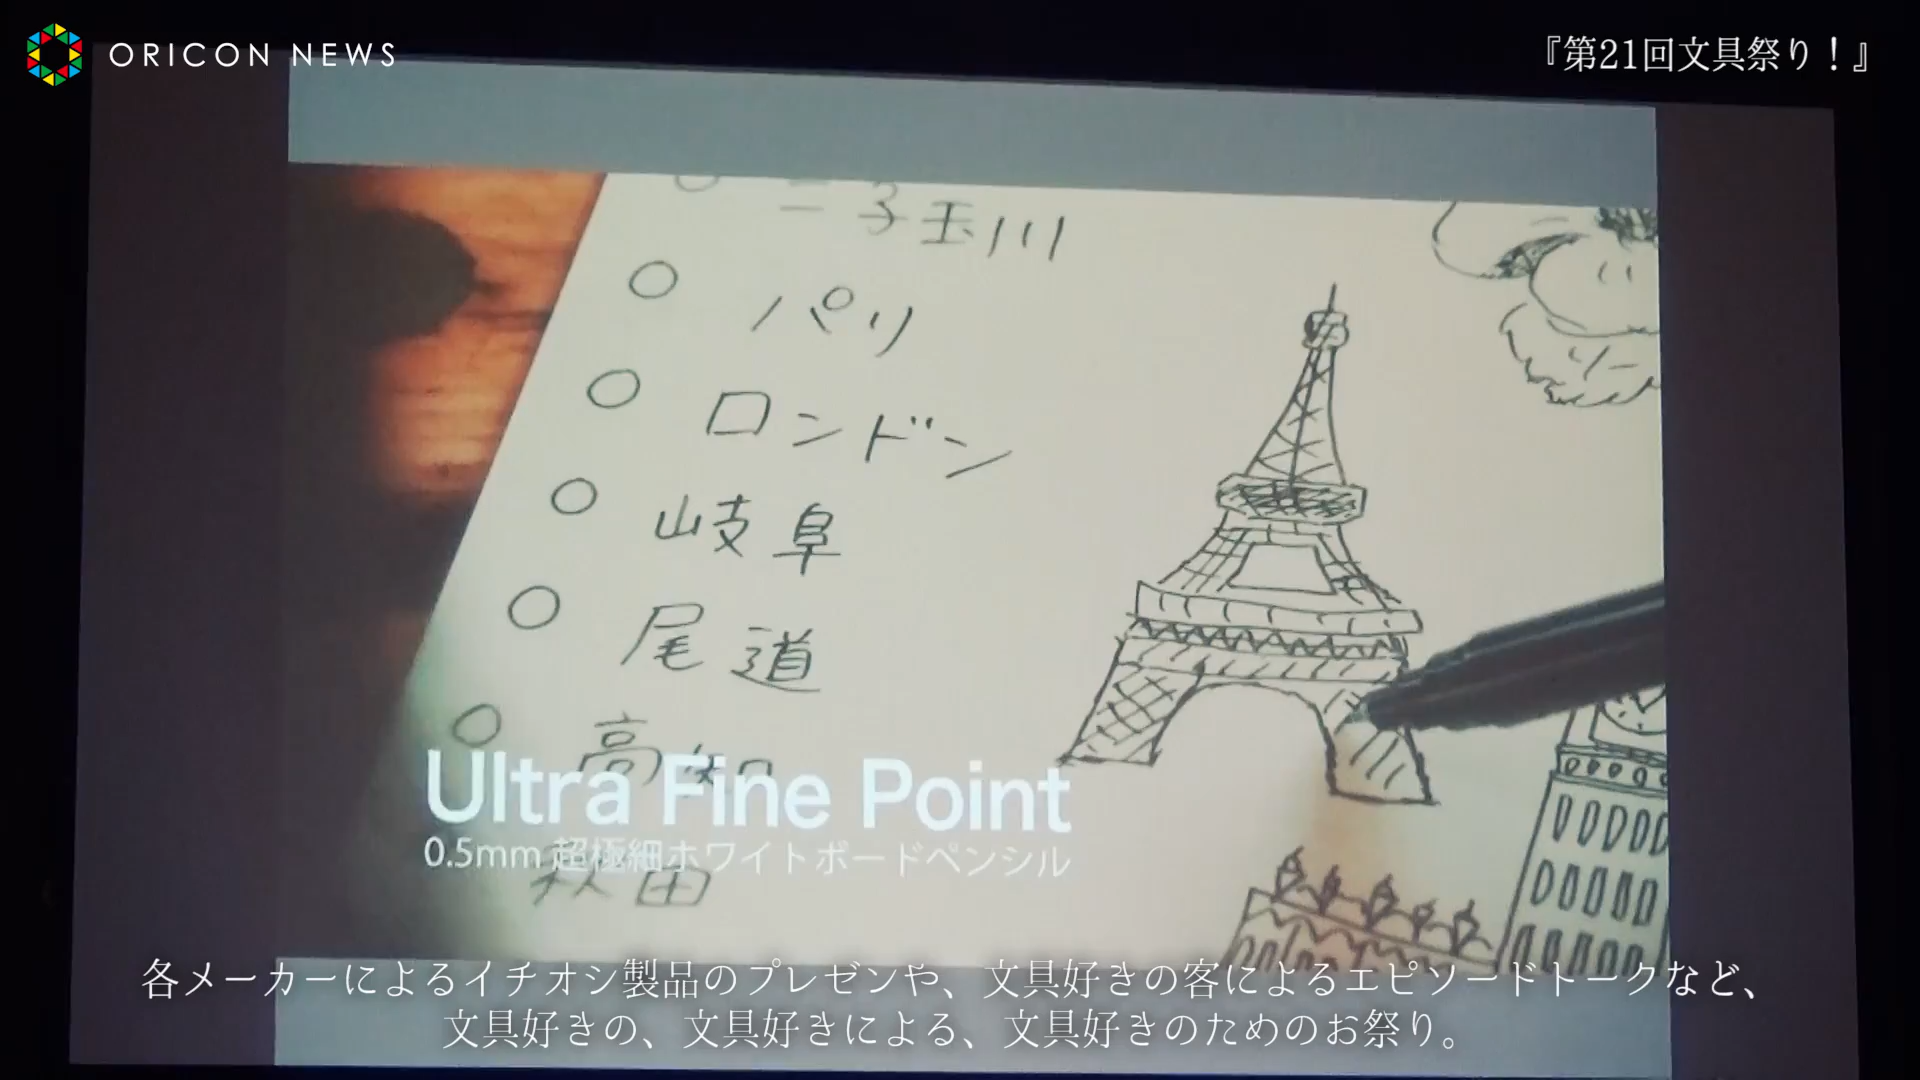 ORICON NEWS
『第21回文具祭り！』
二子玉川
パリ
ロンドン
岐阜
尾道
高知
Ultra Fine Point
0.5mm 超極細ホワイトボードペンシル
秋田
各メーカーによるイチオシ製品のプレゼンや、文具好きの客によるエピソードトークなど、
文具好きの、文具好きによる、文具好きのためのお祭り。